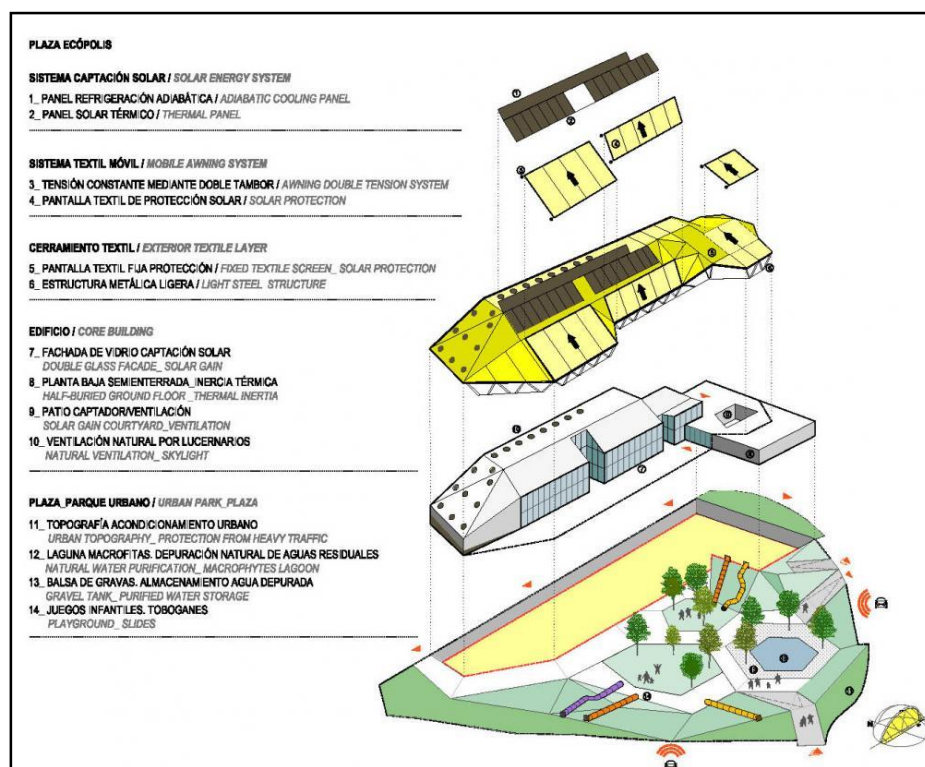 PLAZA ECÓPOLIS
SISTEMA CAPTACIÓN SOLAR / SOLAR ENERGY SYSTEM
1_ PANEL REFRIGERACIÓN ADIABÁTICA / ADIABATIC COOLING PANEL
2_ PANEL SOLAR TÉRMICO / THERMAL PANEL
SISTEMA TEXTIL MÓVIL / MOBILE AWNING SYSTEM
3_ TENSIÓN CONSTANTE MEDIANTE DOBLE TAMBOR / AWNING DOUBLE TENSION SYSTEM
4_ PANTALLA TEXTIL DE PROTECCIÓN SOLAR / SOLAR PROTECTION
CERRAMIENTO TEXTIL / EXTERIOR TEXTILE LAYER
5_ PANTALLA TEXTIL FIJA PROTECCIÓN / FIXED TEXTILE SCREEN_ SOLAR PROTECTION
6_ ESTRUCTURA METÁLICA LIGERA / LIGHT STEEL STRUCTURE
EDIFICIO / CORE BUILDING
7_ FACHADA DE VIDRIO CAPTACIÓN SOLAR
DOUBLE GLASS FACADE_ SOLAR GAIN
8_ PLANTA BAJA SEMIENTERRADA_INERCIA TÉRMICA
HALF-BURIED GROUND FLOOR _THERMAL INERTIA
9_ PATIO CAPTADOR/VENTILACIÓN
SOLAR GAIN COURTYARD_VENTILATION
10_ VENTILACIÓN NATURAL POR LUCERNARIOS
NATURAL VENTILATION_ SKYLIGHT
PLAZA_PARQUE URBANO / URBAN PARK_PLAZA
11_ TOPOGRAFÍA ACONDICIONAMIENTO URBANO
URBAN TOPOGRAPHY_ PROTECTION FROM HEAVY TRAFFIC
12_ LAGUNA MACROFITAS. DEPURACIÓN NATURAL DE AGUAS RESIDUALES
NATURAL WATER PURIFICATION_ MACROPHYTES LAGOON
13_ BALSA DE GRAVAS. ALMACENAMIENTO AGUA DEPURADA
GRAVEL TANK_ PURIFIED WATER STORAGE
14_ JUEGOS INFANTILES. TOBOGANES
PLAYGROUND_ SLIDES